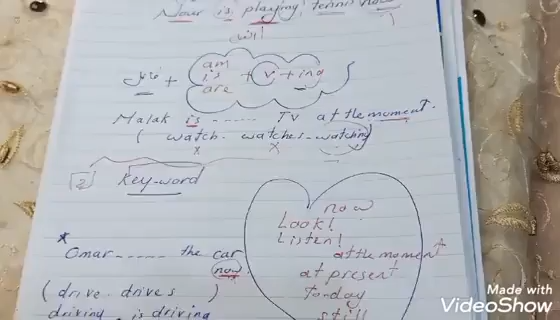 Nour is playing tennis now
فاعل + am is are + v + ing
Malak is ------ TV at the moment.
( watch - watches - watching )
x x
2 Key-word
now
Look!
Listen!
at the moment
at present
to-day
still
* Omar ------ the car now
( drive - drives )
driving - is driving
Made with
VideoShow